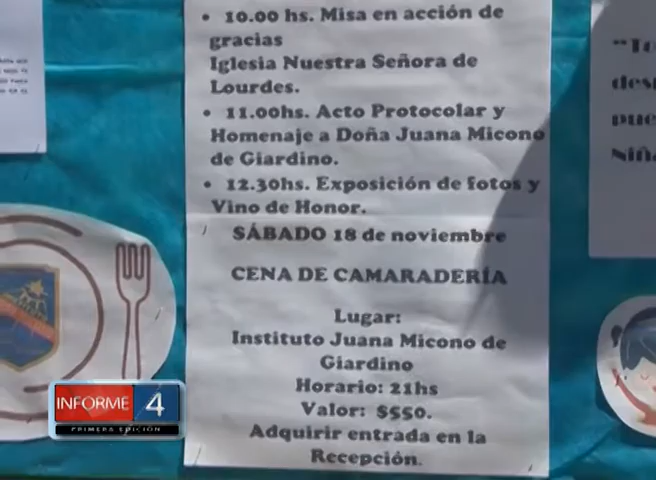 • 10.00 hs. Misa en acción de
gracias
Iglesia Nuestra Señora de
Lourdes.
• 11.00hs. Acto Protocolar y
Homenaje a Doña Juana Micono
de Giardino.
• 12.30hs. Exposición de fotos y
Vino de Honor.
SÁBADO 18 de noviembre
CENA DE CAMARADERÍA
Lugar:
Instituto Juana Micono de
Giardino
Horario: 21hs
Valor: $550.
Adquirir entrada en la
Recepción.
INFORME 4
PRIMERA EDICIÓN